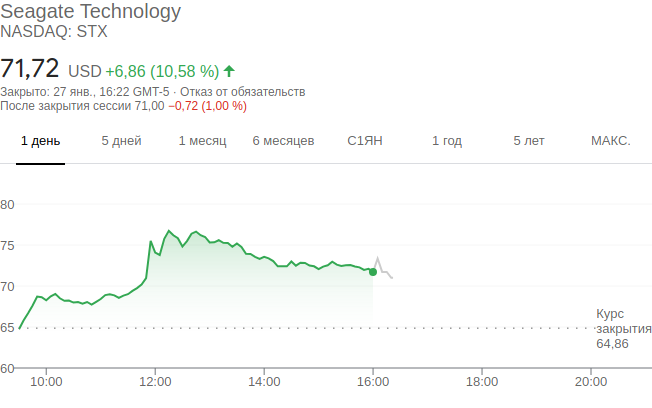 Seagate Technology
NASDAQ: STX
71,72 USD +6,86 (10,58 %)
Закрыто: 27 янв., 16:22 GMT-5 · Отказ от обязательств
После закрытия сессии 71,00 −0,72 (1,00 %)
1 день 5 дней 1 месяц 6 месяцев С1ЯН 1 год 5 лет МАКС.
80
75
70
65
60
Курс
закрытия
64,86
10:00 12:00 14:00 16:00 18:00 20:00